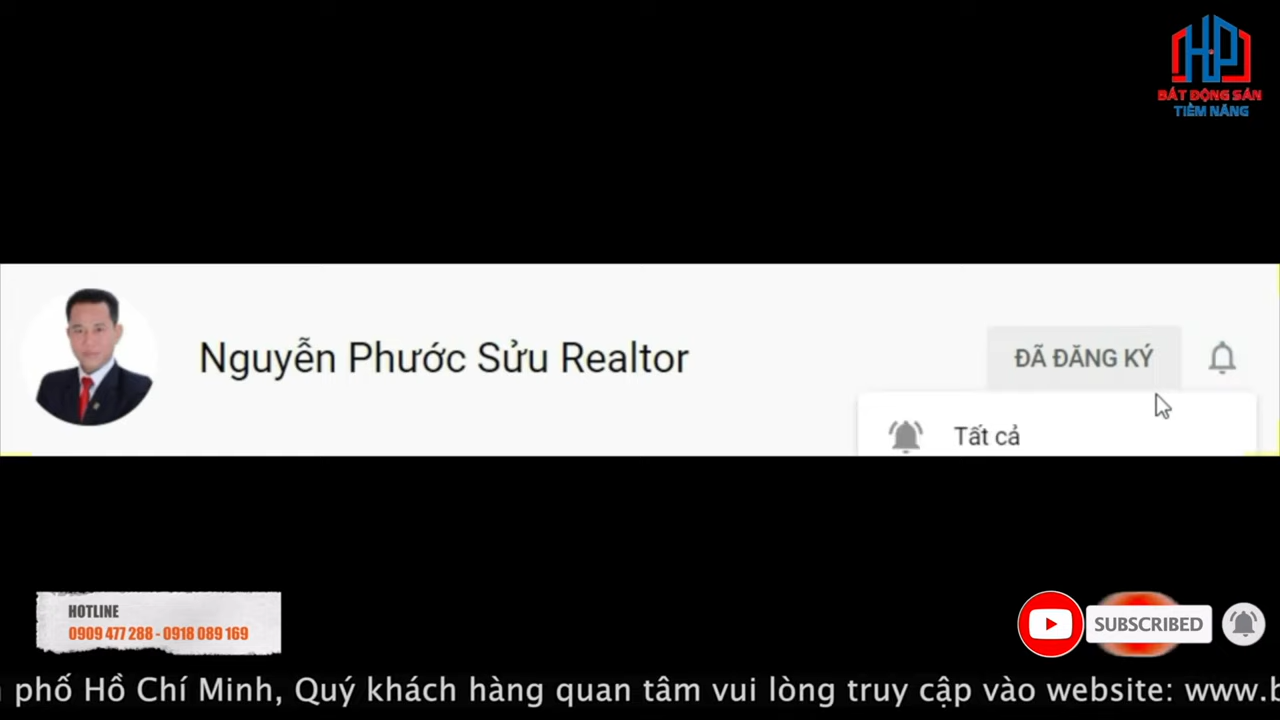 HP
BẤT ĐỘNG SẢN
TIỀM NĂNG
Nguyễn Phước Sửu Realtor
ĐÃ ĐĂNG KÝ
Tất cả
HOTLINE
0909 477 288 - 0918 089 169
SUBSCRIBED
phố Hồ Chí Minh, Quý khách hàng quan tâm vui lòng truy cập vào website: www.b